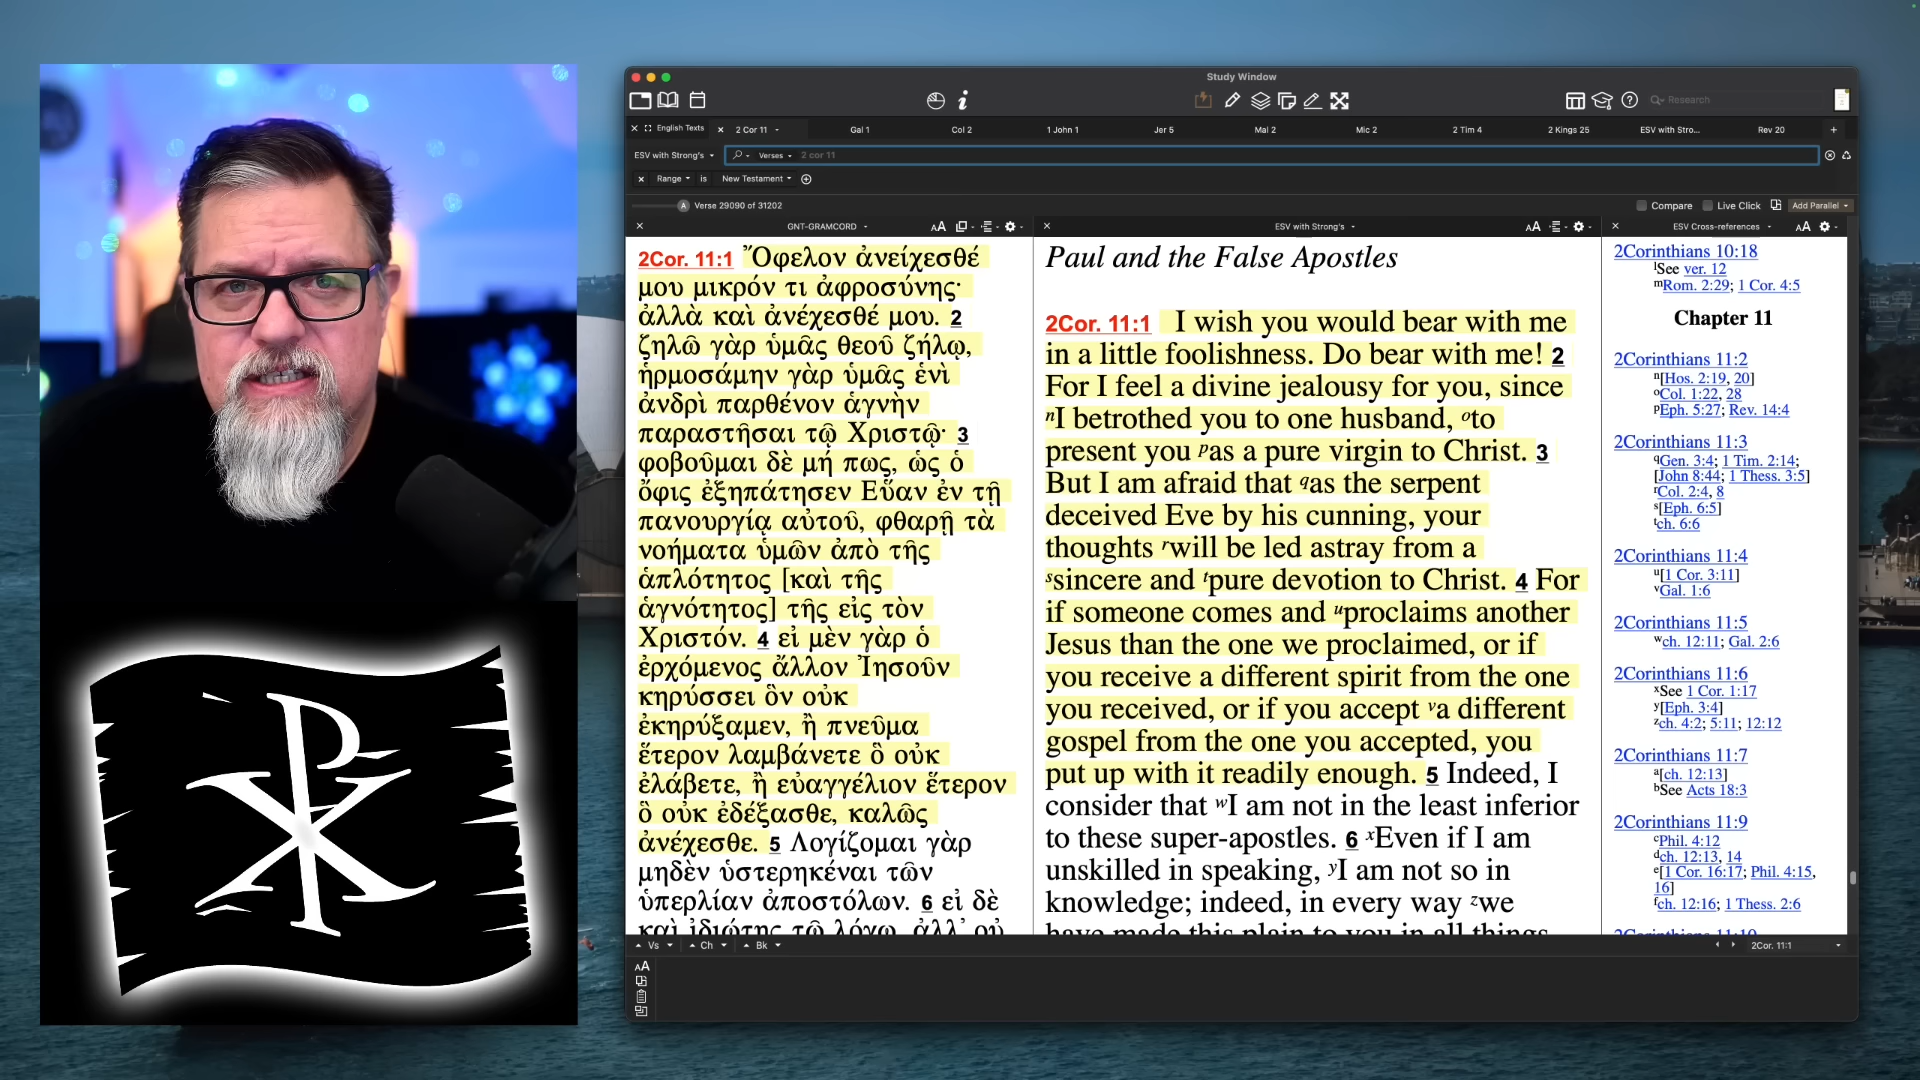 Study Window
Research
English Texts
2 Cor 11
Gal 1
Col 2
1 John 1
Jer 5
Mal 2
Mic 2
2 Tim 4
2 Kings 25
ESV with Stro...
Rev 20
ESV with Strong's
Verses
2 cor 11
Range
is
New Testament
A Verse 29090 of 31202
Compare
Live Click
Add Parallel
GNT-GRAMCORD
2Cor. 11:1 Ὄφελον ἀνείχεσθέ
μου μικρόν τι ἀφροσύνης·
ἀλλὰ καὶ ἀνέχεσθέ μου. 2
ζηλῶ γὰρ ὑμᾶς θεοῦ ζήλῳ,
ἡρμοσάμην γὰρ ὑμᾶς ἑνὶ
ἀνδρὶ παρθένον ἁγνὴν
παραστῆσαι τῷ Χριστῷ· 3
φοβοῦμαι δὲ μή πως, ὡς ὁ
ὄφις ἐξηπάτησεν Εὕαν ἐν τῇ
πανουργίᾳ αὐτοῦ, φθαρῇ τὰ
νοήματα ὑμῶν ἀπὸ τῆς
ἁπλότητος [καὶ τῆς
ἁγνότητος] τῆς εἰς τὸν
Χριστόν. 4 εἰ μὲν γὰρ ὁ
ἐρχόμενος ἄλλον Ἰησοῦν
κηρύσσει ὃν οὐκ
ἐκηρύξαμεν, ἢ πνεῦμα
ἕτερον λαμβάνετε ὃ οὐκ
ἐλάβετε, ἢ εὐαγγέλιον ἕτερον
ὃ οὐκ ἐδέξασθε, καλῶς
ἀνέχεσθε. 5 Λογίζομαι γὰρ
μηδὲν ὑστερηκέναι τῶν
ὑπερλίαν ἀποστόλων. 6 εἰ δὲ
καὶ ἰδιώτης τῷ λόγῳ, ἀλλ' οὐ
ESV with Strong's
Paul and the False Apostles
2Cor. 11:1 I wish you would bear with me
in a little foolishness. Do bear with me! 2
For I feel a divine jealousy for you, since
nI betrothed you to one husband, oto
present you pas a pure virgin to Christ. 3
But I am afraid that qas the serpent
deceived Eve by his cunning, your
thoughts rwill be led astray from a
ssincere and tpure devotion to Christ. 4 For
if someone comes and uproclaims another
Jesus than the one we proclaimed, or if
you receive a different spirit from the one
you received, or if you accept va different
gospel from the one you accepted, you
put up with it readily enough. 5 Indeed, I
consider that wI am not in the least inferior
to these super-apostles. 6 xEven if I am
unskilled in speaking, yI am not so in
knowledge; indeed, in every way zwe
have made this plain to you in all things.
ESV Cross-references
2Corinthians 10:18
lSee ver. 12
mRom. 2:29; 1 Cor. 4:5
Chapter 11
2Corinthians 11:2
n[Hos. 2:19, 20]
oCol. 1:22, 28
pEph. 5:27; Rev. 14:4
2Corinthians 11:3
qGen. 3:4; 1 Tim. 2:14;
[John 8:44; 1 Thess. 3:5]
rCol. 2:4, 8
s[Eph. 6:5]
tch. 6:6
2Corinthians 11:4
u[1 Cor. 3:11]
vGal. 1:6
2Corinthians 11:5
wch. 12:11; Gal. 2:6
2Corinthians 11:6
xSee 1 Cor. 1:17
y[Eph. 3:4]
zch. 4:2; 5:11; 12:12
2Corinthians 11:7
a[ch. 12:13]
bSee Acts 18:3
2Corinthians 11:9
cPhil. 4:12
dch. 12:13, 14
e[1 Cor. 16:17; Phil. 4:15,
16]
fch. 12:16; 1 Thess. 2:6
2Corinthians 11:10
Vs
Ch
Bk
2Cor. 11:1